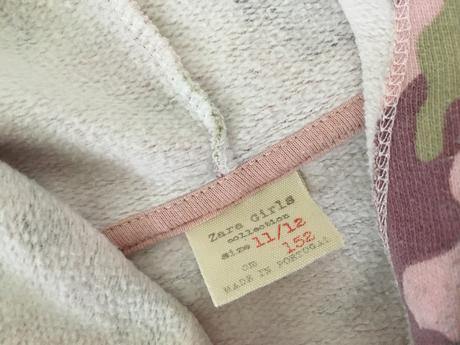 Zara Girls
collection
size 11/12
cm 152
MADE IN PORTUGAL